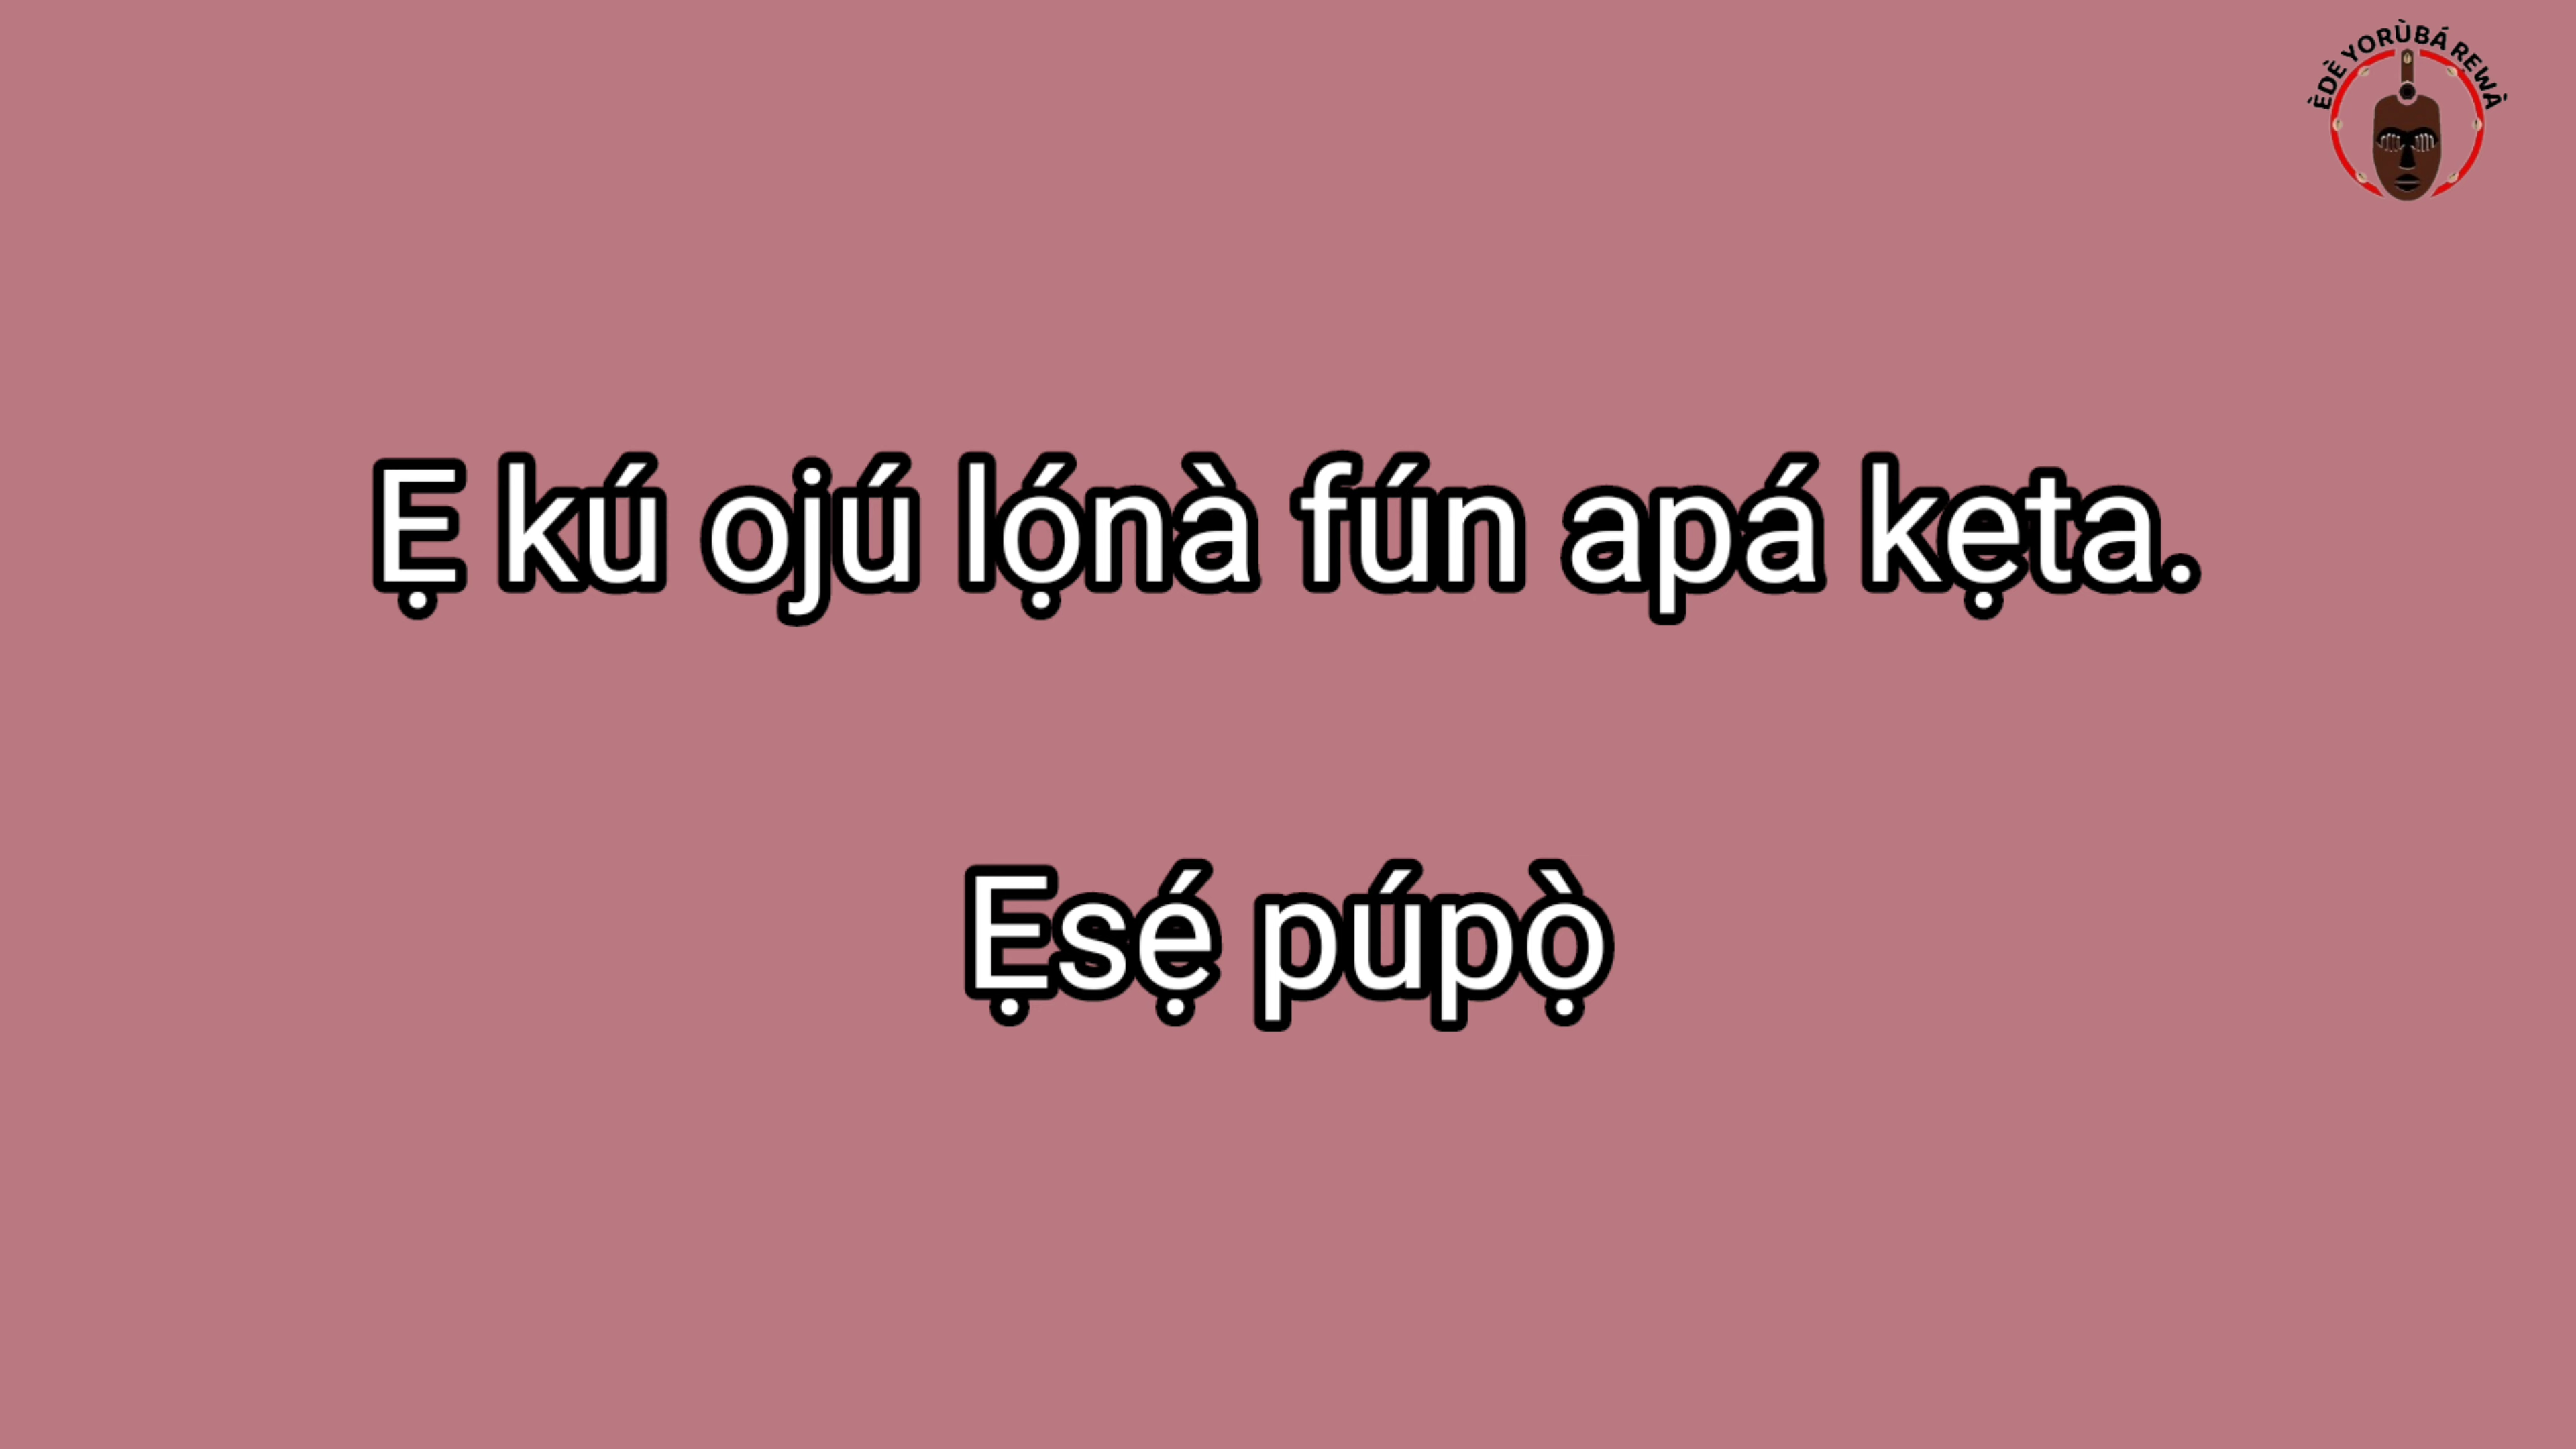 ÈDÈ YORÙBÁ REWÀ
Ẹ kú ojú lọ́nà fún apá kẹta.
Ẹsẹ́ púpọ̀